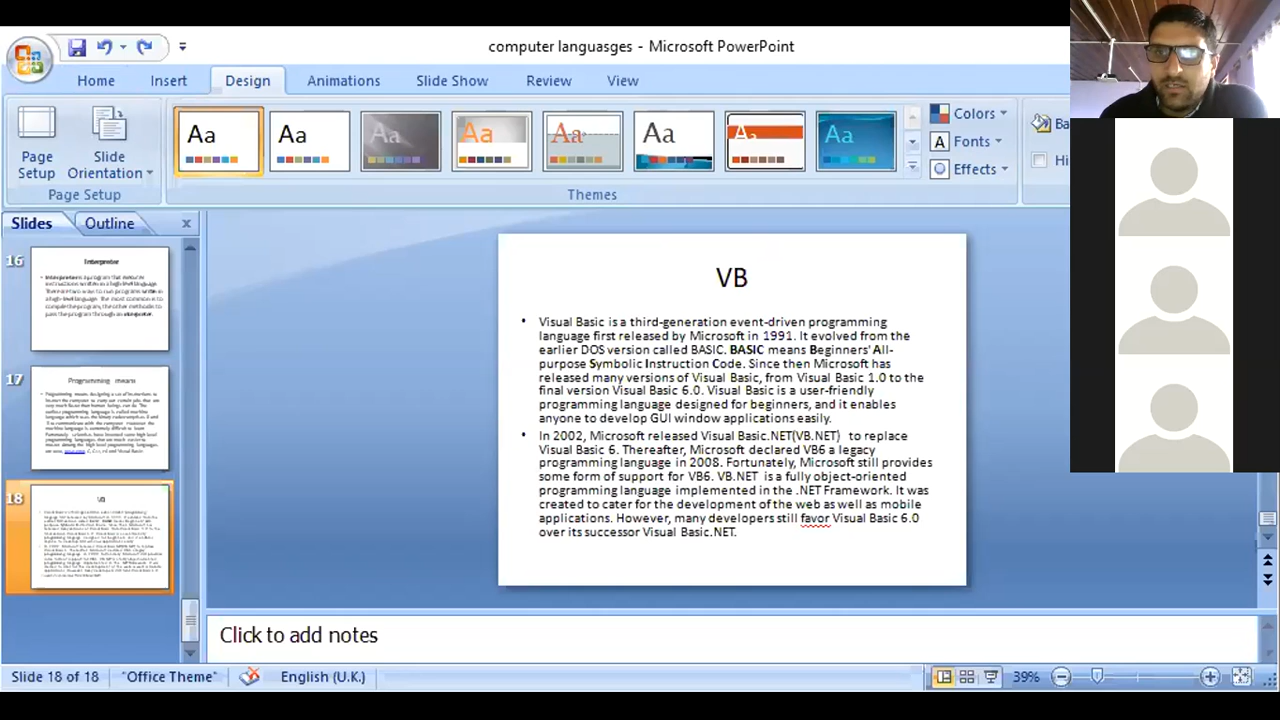 computer languasges - Microsoft PowerPoint
Home Insert Design Animations Slide Show Review View
Page Setup
Slide Orientation
Page Setup
Aa Aa Aa Aa Aa Aa Aa Aa
Themes
Colors
Fonts
Effects
Ba
Hi
Slides Outline
16
Interpreter
17
Programming means
18
VB
VB
• Visual Basic is a third-generation event-driven programming
language first released by Microsoft in 1991. It evolved from the
earlier DOS version called BASIC. BASIC means Beginners' All-
purpose Symbolic Instruction Code. Since then Microsoft has
released many versions of Visual Basic, from Visual Basic 1.0 to the
final version Visual Basic 6.0. Visual Basic is a user-friendly
programming language designed for beginners, and it enables
anyone to develop GUI window applications easily.
• In 2002, Microsoft released Visual Basic.NET(VB.NET) to replace
Visual Basic 6. Thereafter, Microsoft declared VB6 a legacy
programming language in 2008. Fortunately, Microsoft still provides
some form of support for VB6. VB.NET is a fully object-oriented
programming language implemented in the .NET Framework. It was
created to cater for the development of the web as well as mobile
applications. However, many developers still favor Visual Basic 6.0
over its successor Visual Basic.NET.
Click to add notes
Slide 18 of 18 "Office Theme" English (U.K.) 39%